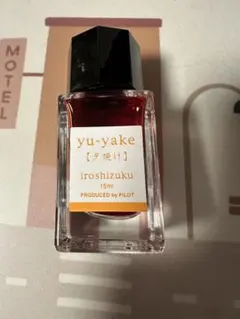 MOTEL
yu-yake
【夕焼け】
iroshizuku
15ml
PRODUCED by PILOT